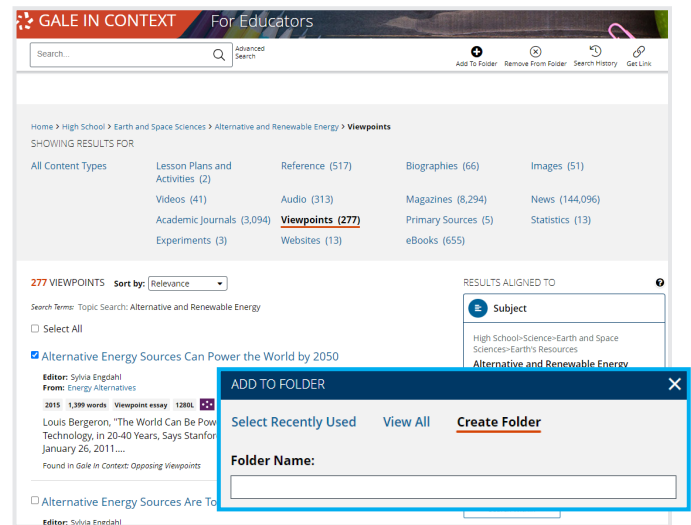 GALE IN CONTEXT For Educators
Search...
Advanced
Search
Add To Folder Remove From Folder Search History Get Link
Home > High School > Earth and Space Sciences > Alternative and Renewable Energy > Viewpoints
SHOWING RESULTS FOR
All Content Types
Lesson Plans and
Activities (2)
Reference (517)
Biographies (66)
Images (51)
Videos (41)
Audio (313)
Magazines (8,294)
News (144,096)
Academic Journals (3,094)
Viewpoints (277)
Primary Sources (5)
Statistics (13)
Experiments (3)
Websites (13)
eBooks (655)
277 VIEWPOINTS Sort by: Relevance
Search Terms: Topic Search: Alternative and Renewable Energy
Select All
Alternative Energy Sources Can Power the World by 2050
Editor: Sylvia Engdahl
From: Energy Alternatives
2015 1,399 words Viewpoint essay 1280L
Louis Bergeron, "The World Can Be Pow
Technology, in 20-40 Years, Says Stanfor
January 26, 2011....
Found in Gale In Context: Opposing Viewpoints
Alternative Energy Sources Are To
Editor: Sylvia Engdahl
RESULTS ALIGNED TO
Subject
High School>Science>Earth and Space
Sciences>Earth's Resources
Alternative and Renewable Energy
ADD TO FOLDER
Select Recently Used View All Create Folder
Folder Name: